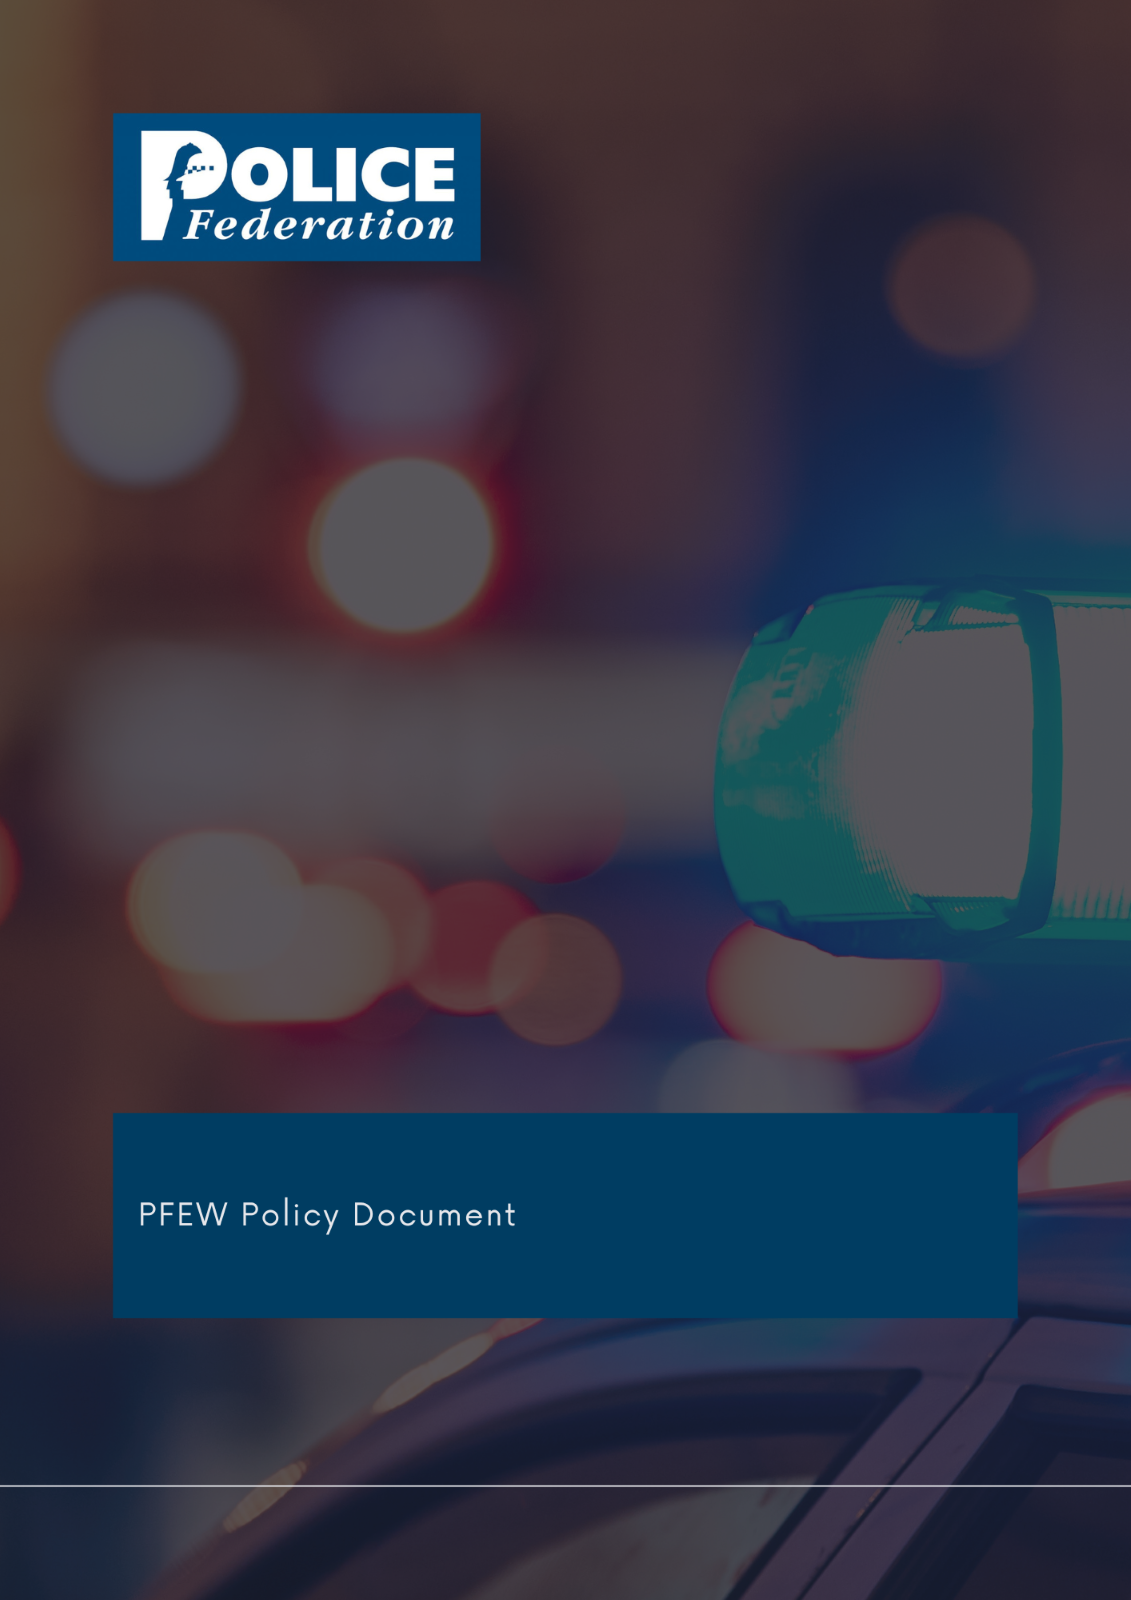 POLICE
Federation
PFEW Policy Document